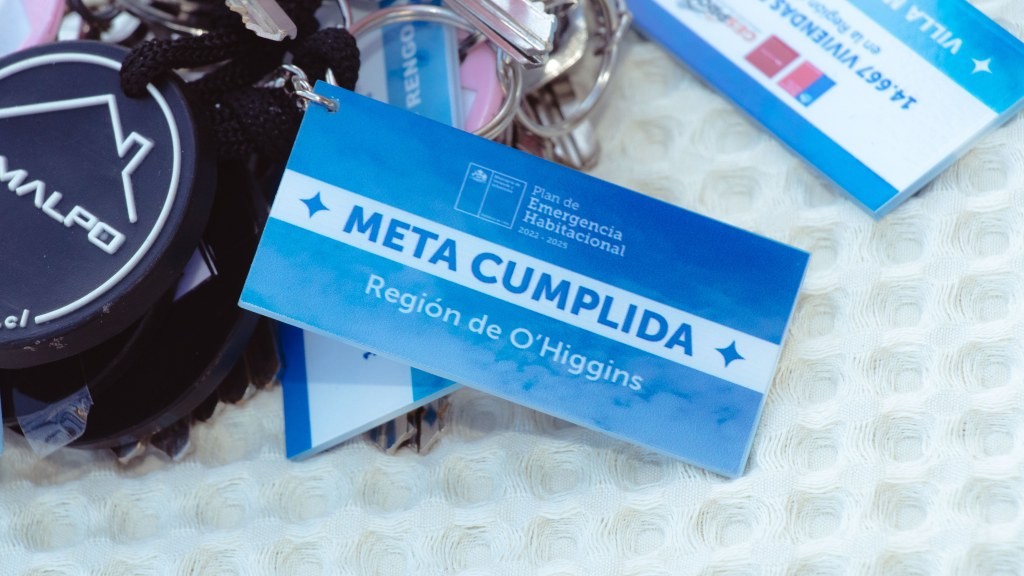 MALPO
.cl
RENGO
Plan de
Emergencia
Habitacional
2022 - 2025
META CUMPLIDA
Región de O'Higgins
VILLA
14.667 VIVIENDAS
en la Región